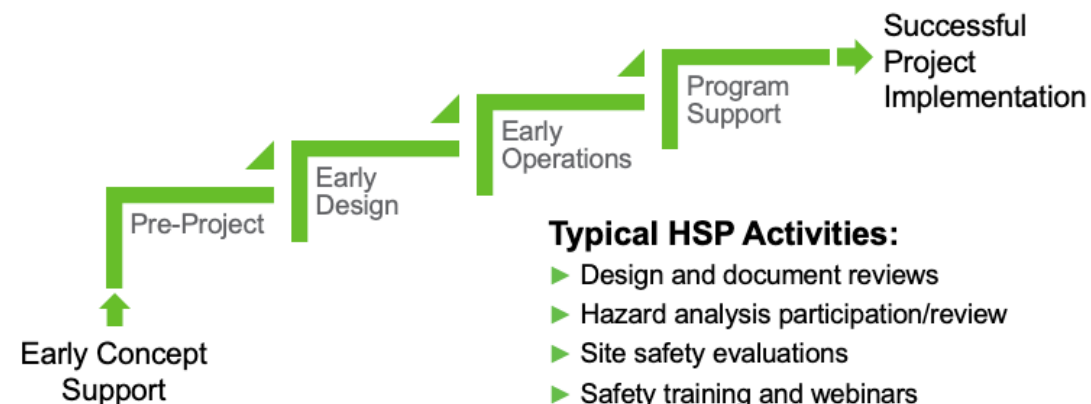 Successful
Project
Implementation
Program
Support
Early
Operations
Early
Design
Pre-Project
Early Concept
Support
Typical HSP Activities:
Design and document reviews
Hazard analysis participation/review
Site safety evaluations
Safety training and webinars